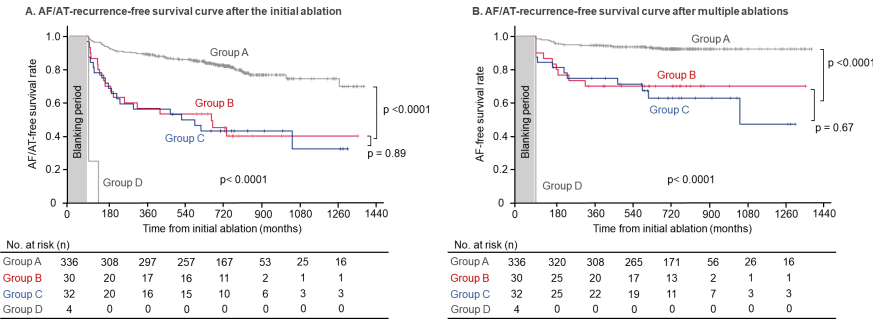 A. AF/AT-recurrence-free survival curve after the initial ablation
AF/AT-free survival rate
1.0
0.8
0.6
0.4
0.2
0
Blanking period
Group A
Group B
Group C
Group D
p <0.0001
p = 0.89
p< 0.0001
0 180 360 540 720 900 1080 1260 1440
Time from initial ablation (months)
No. at risk (n)
Group A 336 308 297 257 167 53 25 16
Group B 30 20 17 16 11 2 1 1
Group C 32 20 16 15 10 6 3 3
Group D 4 0 0 0 0 0 0 0
B. AF/AT-recurrence-free survival curve after multiple ablations
AF-free survival rate
1.0
0.8
0.6
0.4
0.2
0
Blanking period
Group A
Group B
Group C
Group D
p <0.0001
p = 0.67
p< 0.0001
0 180 360 540 720 900 1080 1260 1440
Time from initial ablation (months)
No. at risk (n)
Group A 336 320 308 265 171 56 26 16
Group B 30 25 20 17 13 2 1 1
Group C 32 25 22 19 11 7 3 3
Group D 4 0 0 0 0 0 0 0